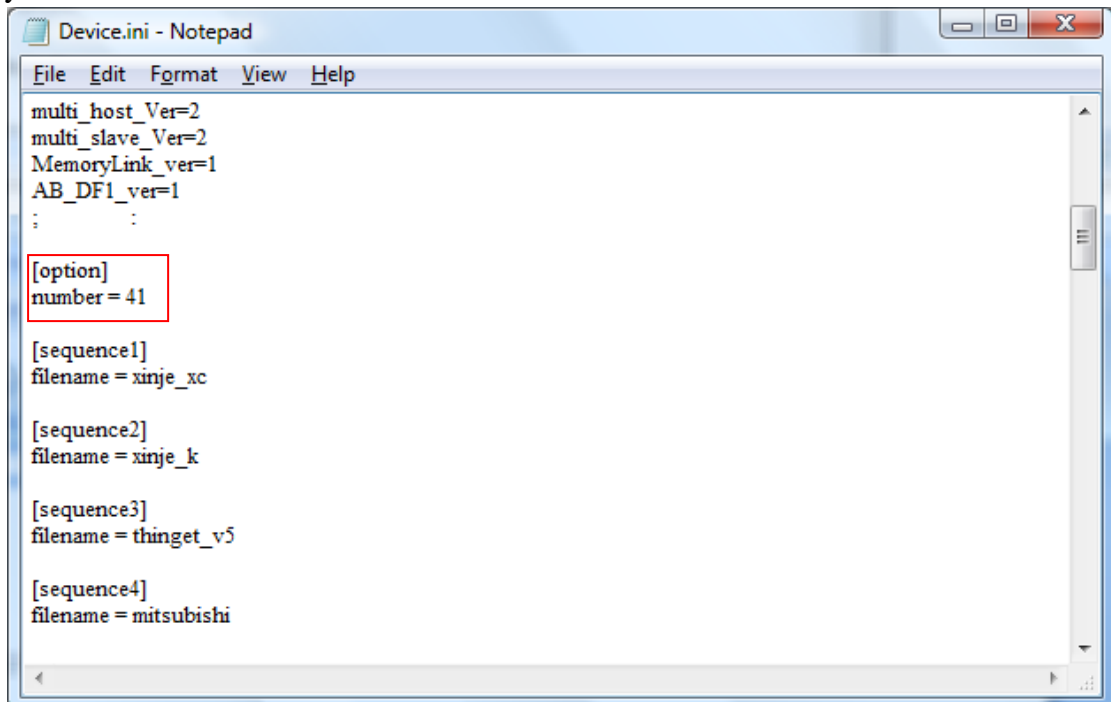 Device.ini - Notepad
File Edit Format View Help
multi_host_Ver=2
multi_slave_Ver=2
MemoryLink_ver=1
AB_DF1_ver=1
; :
[option]
number = 41
[sequence1]
filename = xinje_xc
[sequence2]
filename = xinje_k
[sequence3]
filename = thinget_v5
[sequence4]
filename = mitsubishi